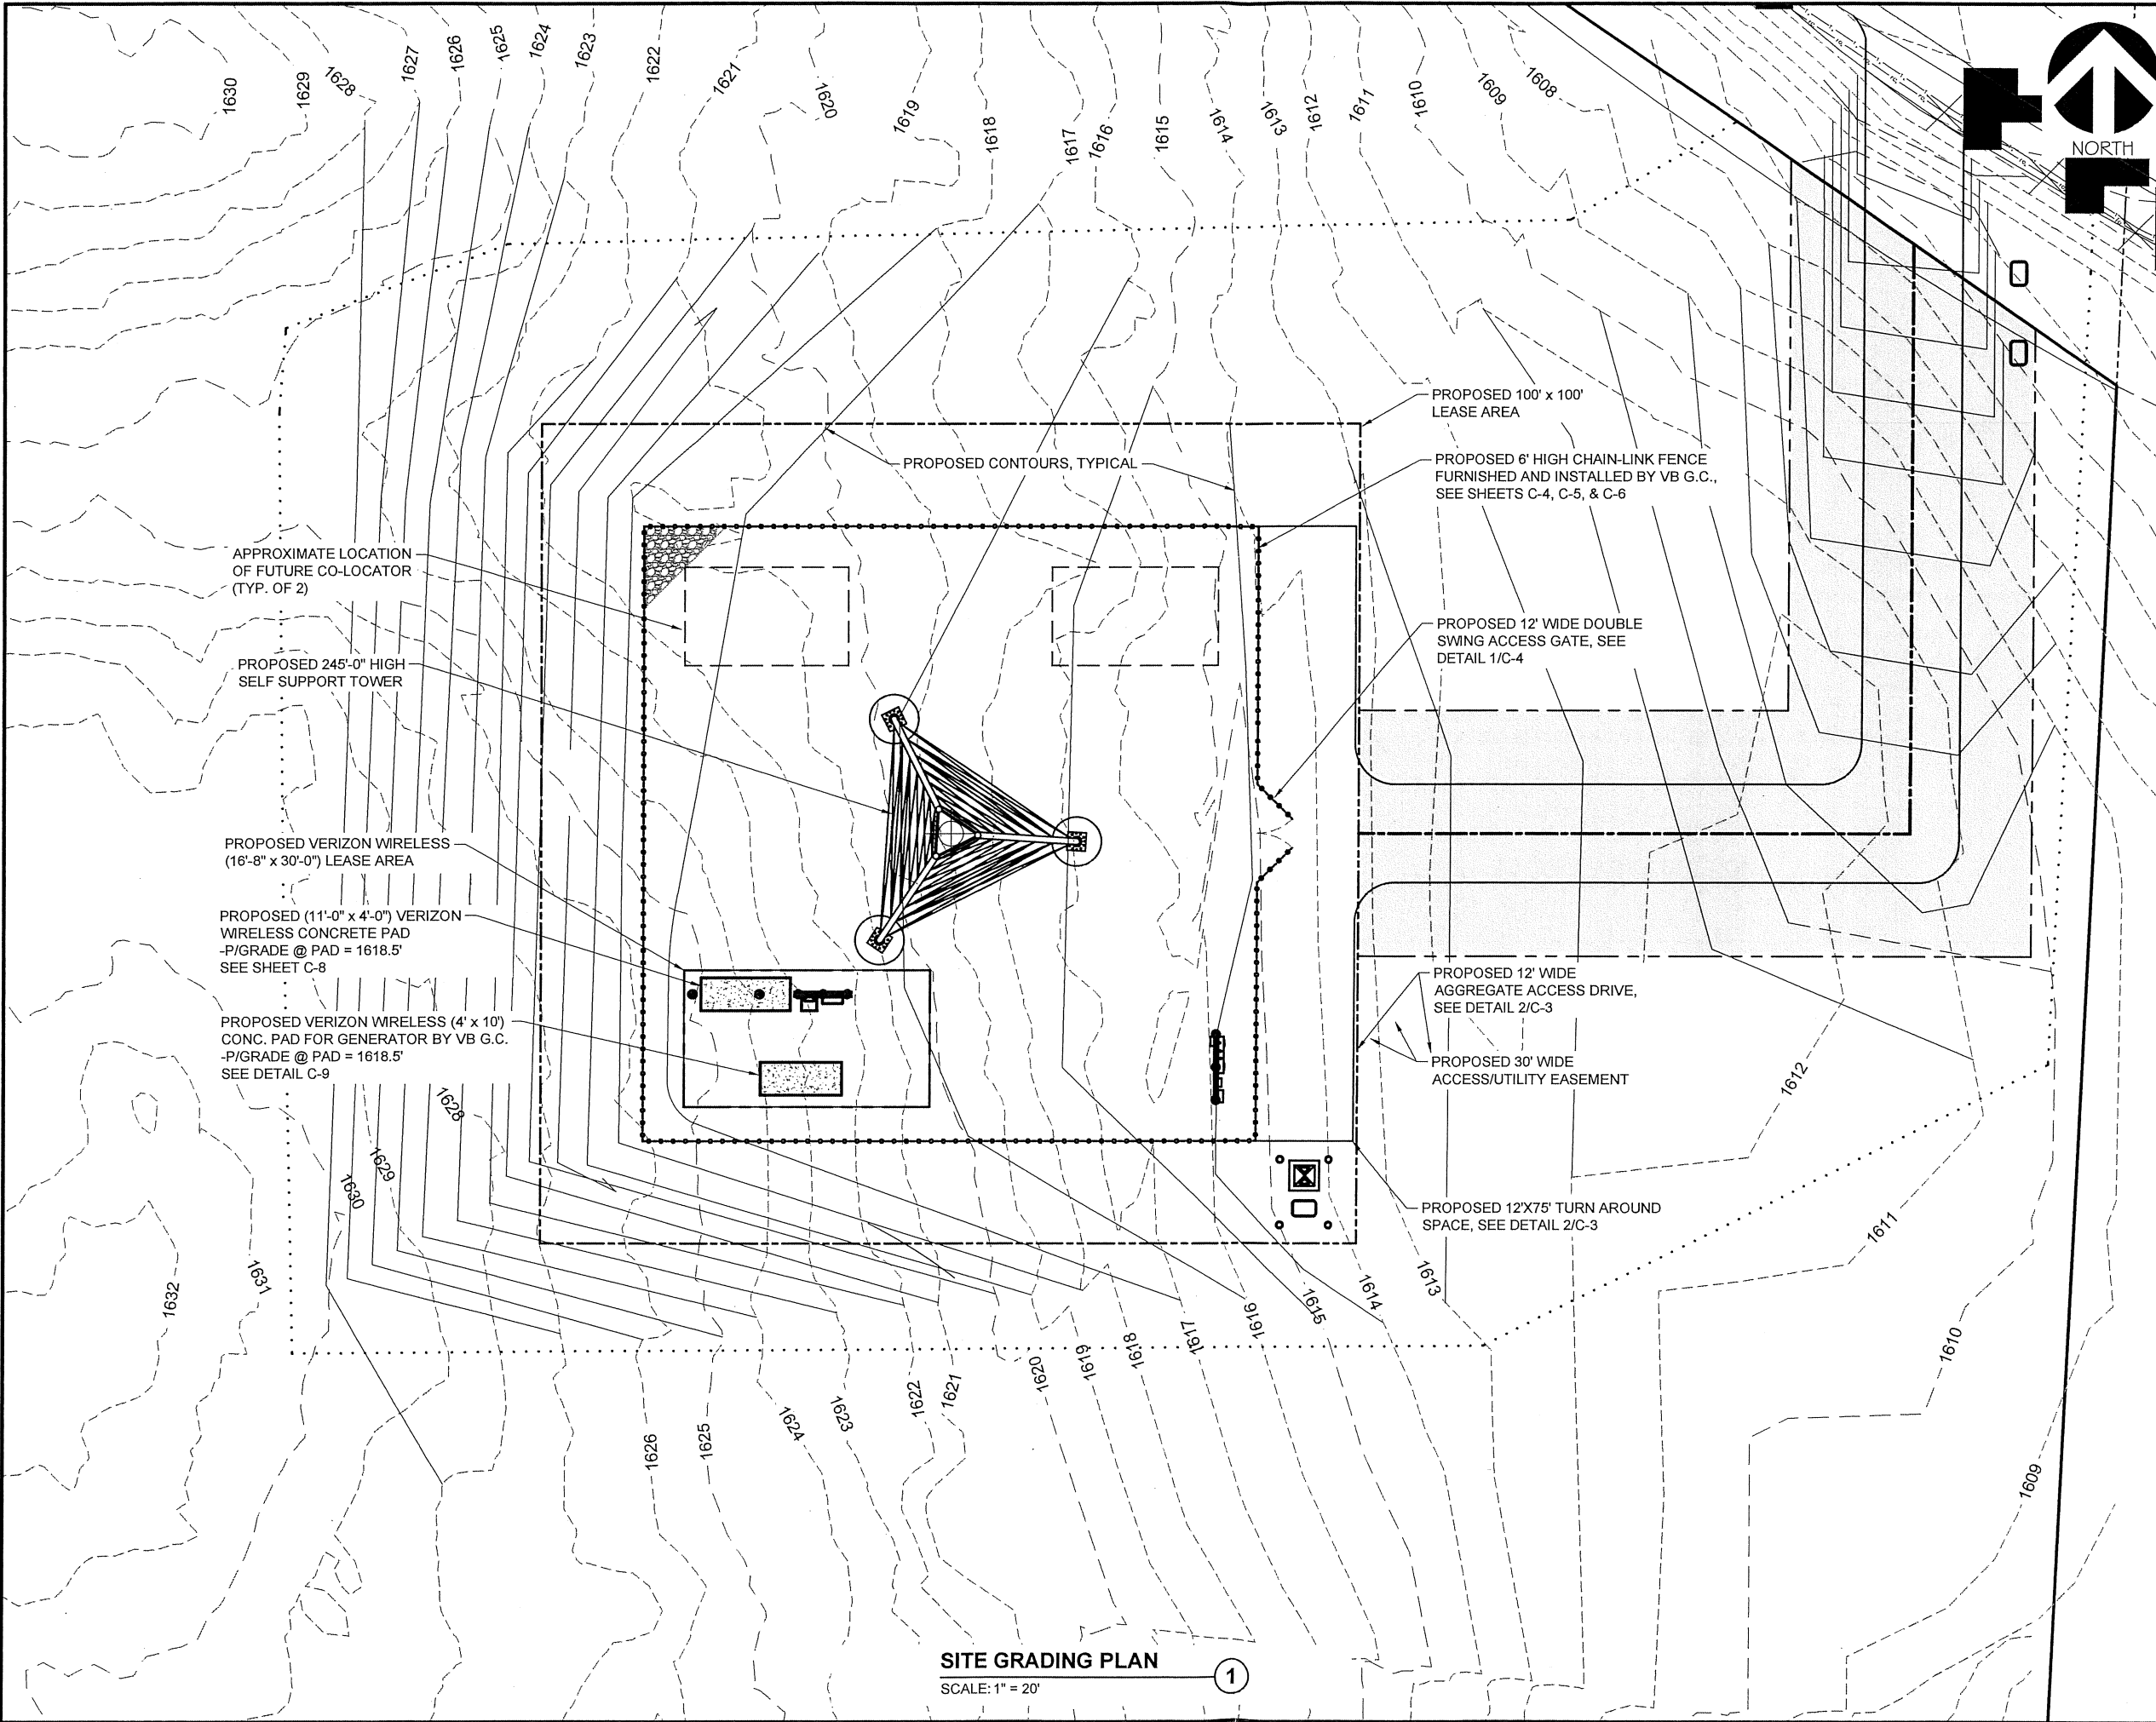 1630
1629
1628
1627
1626
1625
1624
1623
1622
1621
1620
1619
1618
1617
1616
1615
1614
1613
1612
1611
1610
1609
1608
NORTH
PROPOSED 100' x 100'
LEASE AREA
PROPOSED CONTOURS, TYPICAL
PROPOSED 6' HIGH CHAIN-LINK FENCE
FURNISHED AND INSTALLED BY VB G.C.,
SEE SHEETS C-4, C-5, & C-6
APPROXIMATE LOCATION
OF FUTURE CO-LOCATOR
(TYP. OF 2)
PROPOSED 12' WIDE DOUBLE
SWING ACCESS GATE, SEE
DETAIL 1/C-4
PROPOSED 245'-0" HIGH
SELF SUPPORT TOWER
PROPOSED VERIZON WIRELESS
(16'-8" x 30'-0") LEASE AREA
PROPOSED (11'-0" x 4'-0") VERIZON
WIRELESS CONCRETE PAD
-P/GRADE @ PAD = 1618.5'
SEE SHEET C-8
PROPOSED VERIZON WIRELESS (4' x 10')
CONC. PAD FOR GENERATOR BY VB G.C.
-P/GRADE @ PAD = 1618.5'
SEE DETAIL C-9
PROPOSED 12' WIDE
AGGREGATE ACCESS DRIVE,
SEE DETAIL 2/C-3
PROPOSED 30' WIDE
ACCESS/UTILITY EASEMENT
PROPOSED 12'X75' TURN AROUND
SPACE, SEE DETAIL 2/C-3
1628
1629
1630
1631
1632
1626
1625
1624
1623
1622
1621
1620
1619
1618
1617
1616
1615
1614
1613
1612
1611
1610
1609
SITE GRADING PLAN
SCALE: 1" = 20'
1